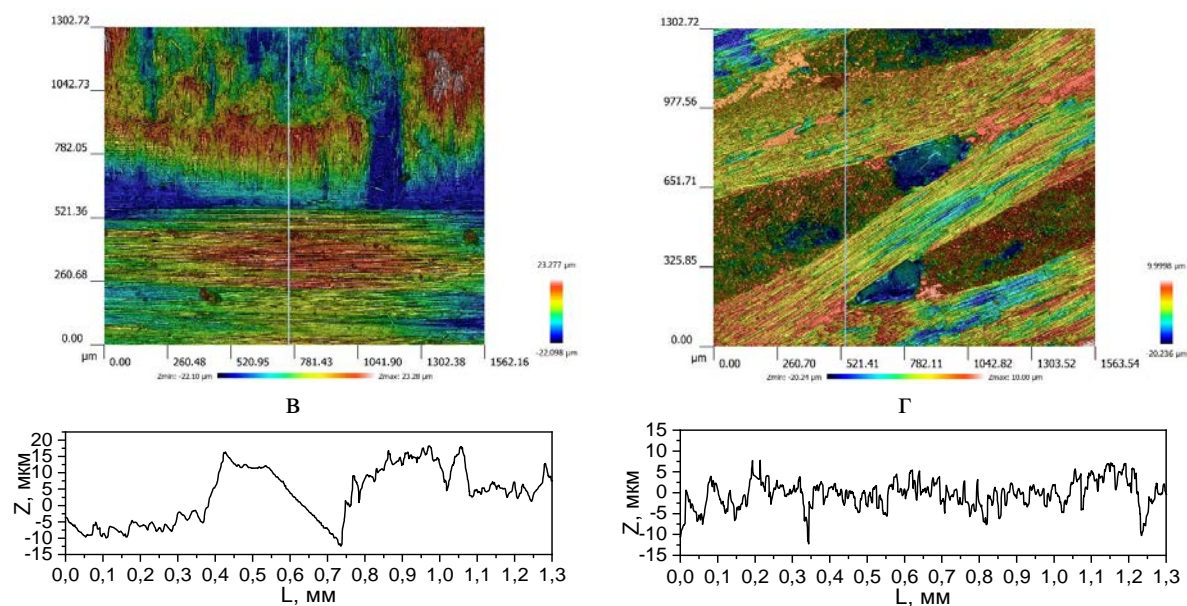 1302.72
1042.73
782.05
521.36
260.68
0.00
µm
0.00 260.48 520.95 781.43 1041.90 1302.38 1562.16
Zmin: -22.10 µm Zmax: 23.28 µm
23.277 µm
-22.098 µm
в
1302.72
977.56
651.71
325.85
0.00
µm
0.00 260.70 521.41 782.11 1042.82 1303.52 1563.54
Zmin: -20.24 µm Zmax: 10.00 µm
9.9998 µm
-20.236 µm
г
Z, мкм
20
15
10
5
0
-5
-10
-15
0,0 0,1 0,2 0,3 0,4 0,5 0,6 0,7 0,8 0,9 1,0 1,1 1,2 1,3
L, мм
Z, мкм
15
10
5
0
-5
-10
-15
0,0 0,1 0,2 0,3 0,4 0,5 0,6 0,7 0,8 0,9 1,0 1,1 1,2 1,3
L, мм